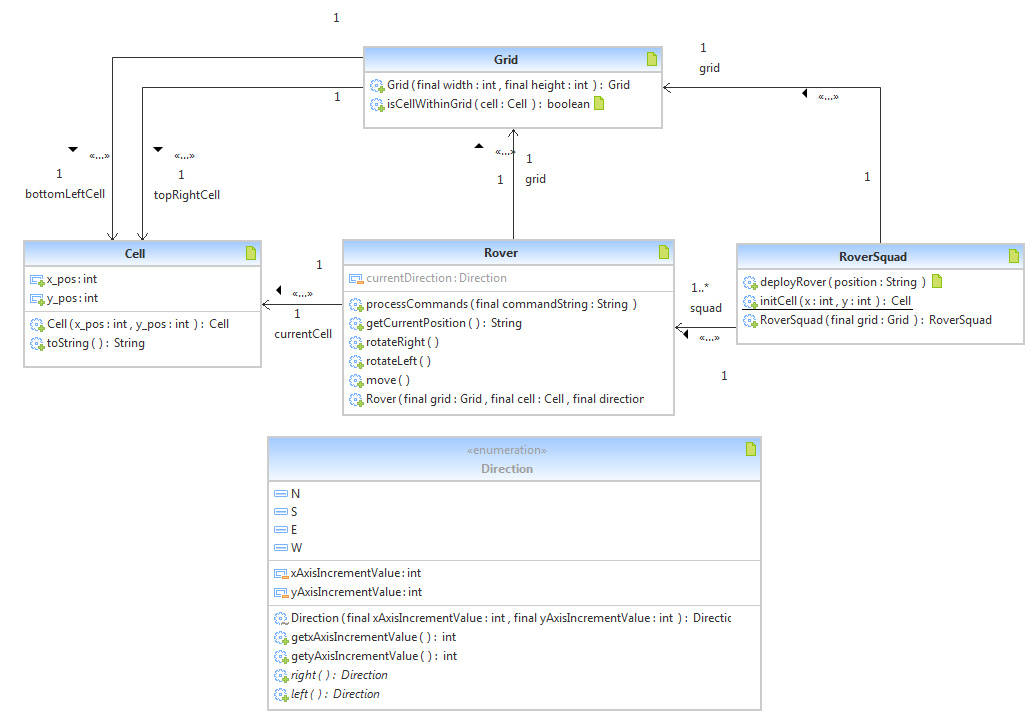 1
Grid
Grid ( final width : int , final height : int ) : Grid
isCellWithinGrid ( cell : Cell ) : boolean
1
grid
«...»
1
«...»
1
bottomLeftCell
«...»
1
topRightCell
«...»
1
1
grid
1
Cell
x_pos : int
y_pos : int
Cell ( x_pos : int , y_pos : int ) : Cell
toString ( ) : String
1
«...»
1
currentCell
Rover
currentDirection : Direction
processCommands ( final commandString : String )
getCurrentPosition ( ) : String
rotateRight ( )
rotateLeft ( )
move ( )
Rover ( final grid : Grid , final cell : Cell , final direction
1..*
squad
«...»
1
RoverSquad
deployRover ( position : String )
initCell ( x : int , y : int ) : Cell
RoverSquad ( final grid : Grid ) : RoverSquad
«enumeration»
Direction
N
S
E
W
xAxisIncrementValue : int
yAxisIncrementValue : int
Direction ( final xAxisIncrementValue : int , final yAxisIncrementValue : int ) : Directic
getxAxisIncrementValue ( ) : int
getyAxisIncrementValue ( ) : int
right ( ) : Direction
left ( ) : Direction